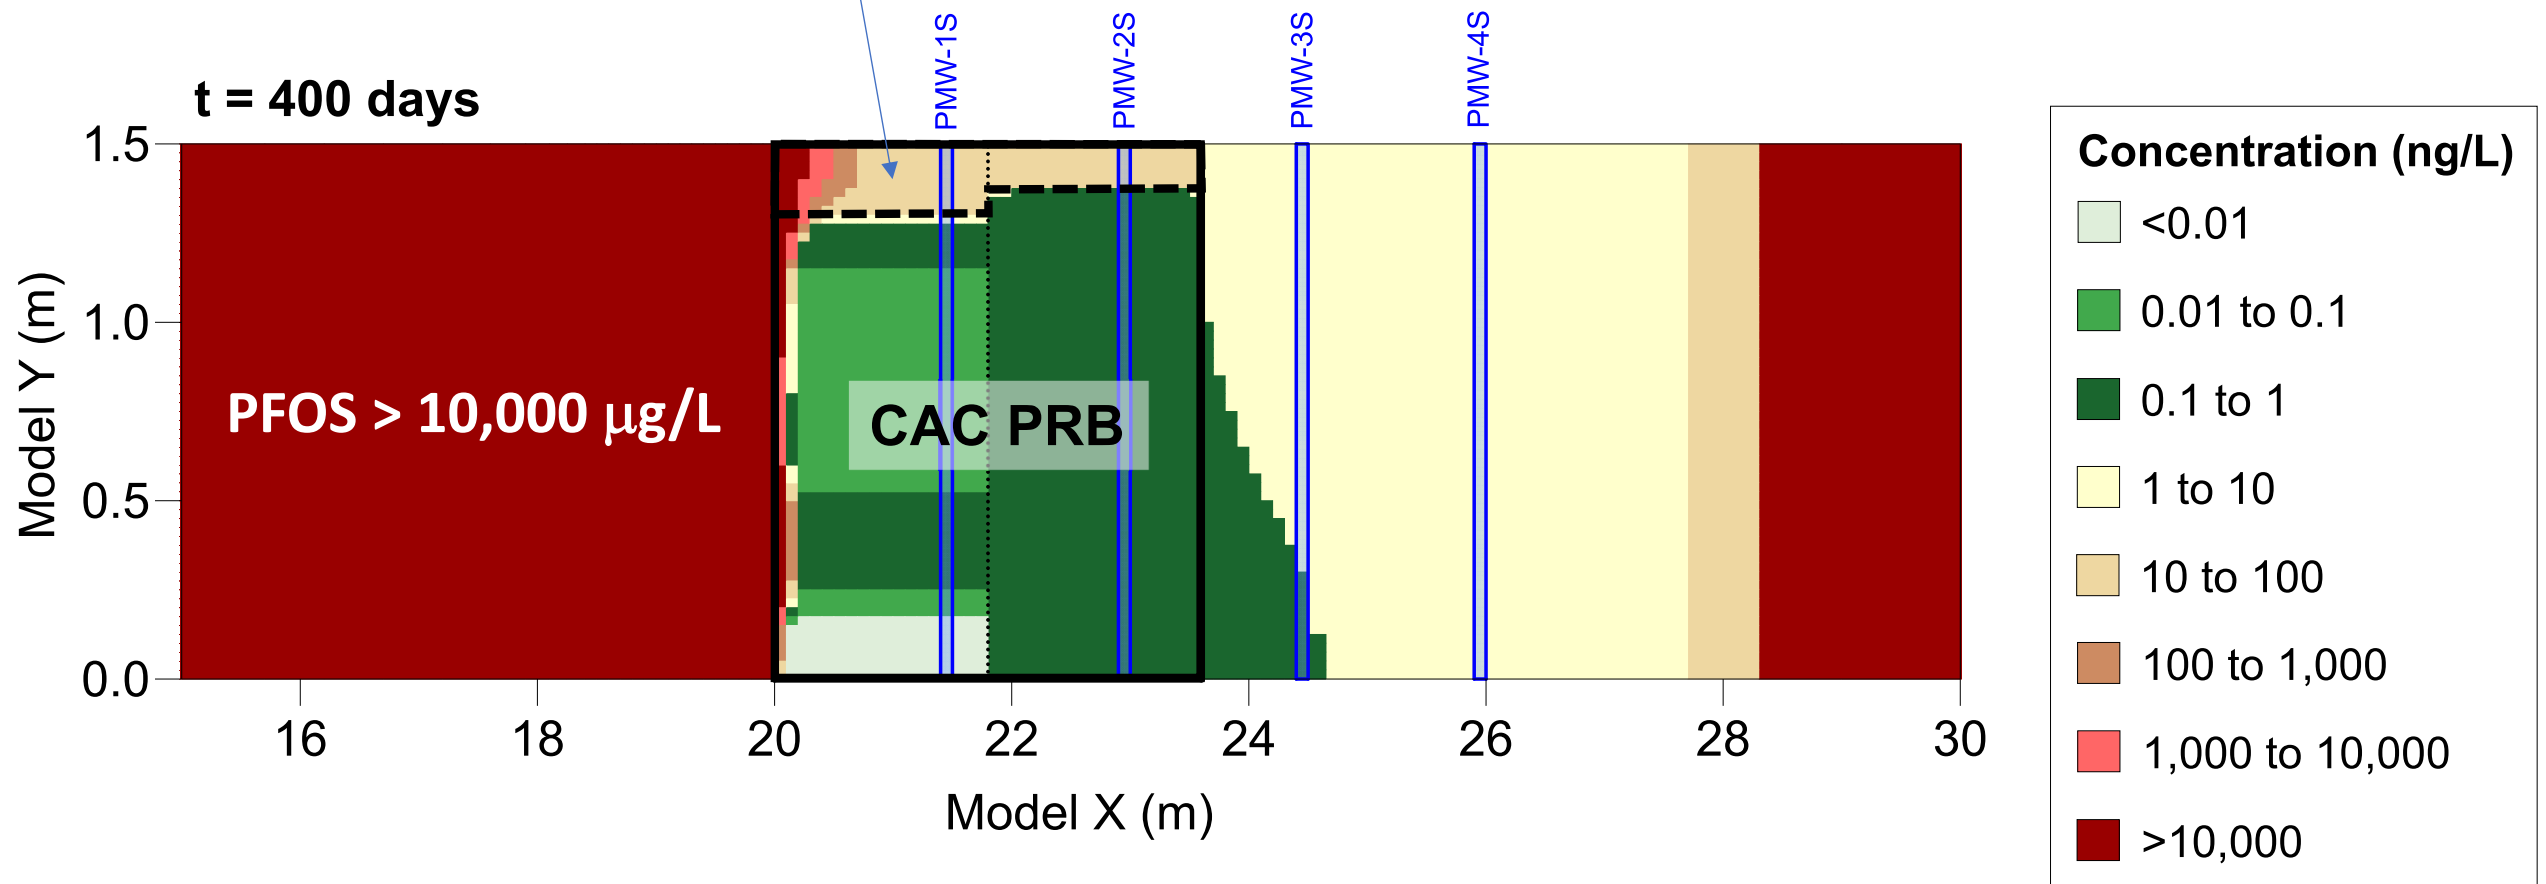 PMW-1S
PMW-2S
PMW-3S
PMW-4S
t = 400 days
1.5
1.0
0.5
0.0
Model Y (m)
PFOS > 10,000 µg/L
CAC PRB
16 18 20 22 24 26 28 30
Model X (m)
Concentration (ng/L)
<0.01
0.01 to 0.1
0.1 to 1
1 to 10
10 to 100
100 to 1,000
1,000 to 10,000
>10,000